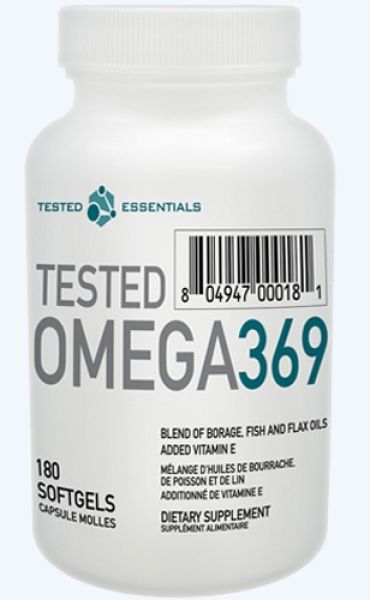 TESTED ESSENTIALS
TESTED
8 04947 00018 1
OMEGA369
BLEND OF BORAGE, FISH AND FLAX OILS
ADDED VITAMIN E
MÉLANGE D'HUILES DE BOURRACHE,
DE POISSON ET DE LIN
ADDITIONÉ DE VITAMINE E
180
SOFTGELS
CAPSULE MOLLES
DIETARY SUPPLEMENT
SUPPLÉMENT ALIMENTAIRE